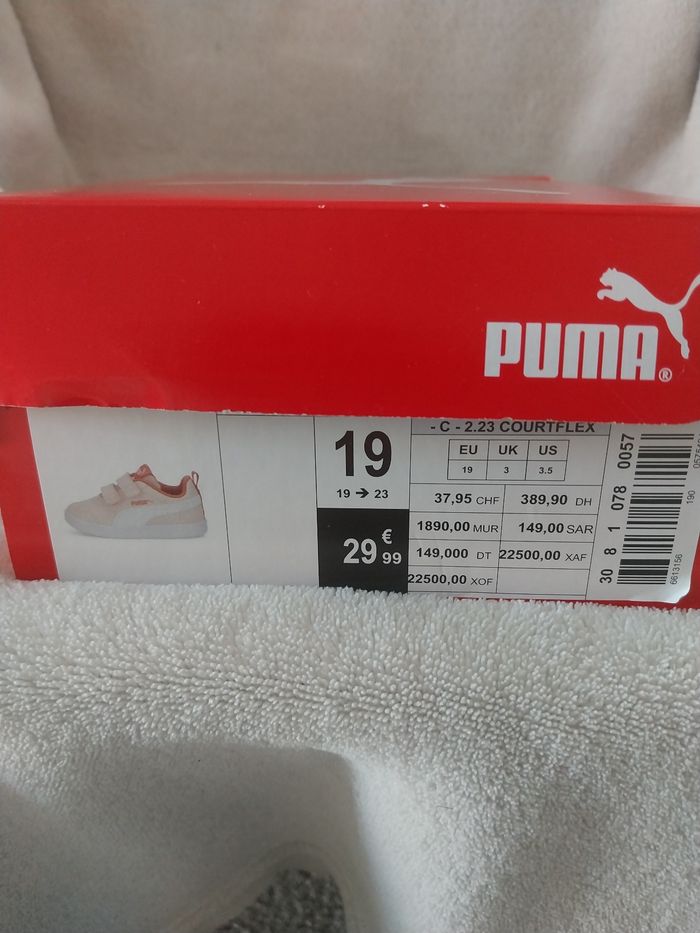 PUMA®
- C - 2.23 COURTFLEX
19
19 → 23
EU UK US
19 3 3.5
29 €99
37,95 CHF 389,90 DH
1890,00 MUR 149,00 SAR
149,000 DT 22500,00 XAF
22500,00 XOF
30 8 1 078 0057
6613156
190